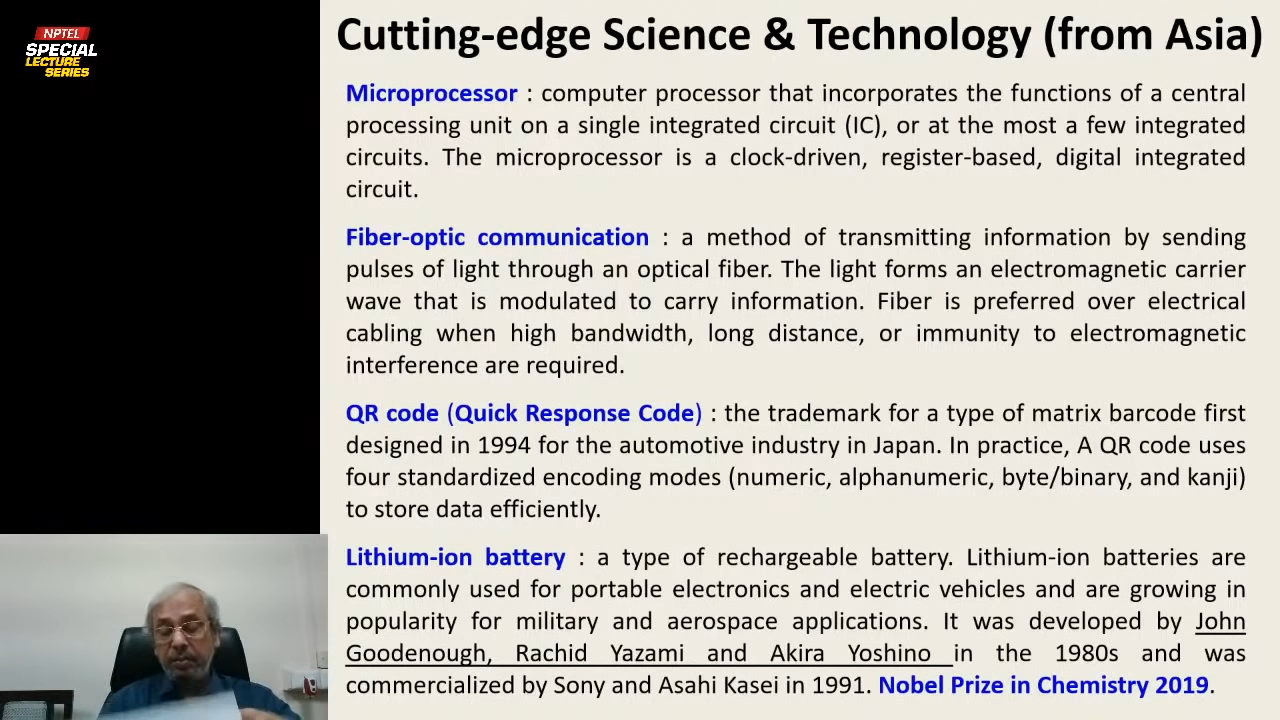 NPTEL
SPECIAL
LECTURE
SERIES
Cutting-edge Science & Technology (from Asia)
Microprocessor : computer processor that incorporates the functions of a central
processing unit on a single integrated circuit (IC), or at the most a few integrated
circuits. The microprocessor is a clock-driven, register-based, digital integrated
circuit.
Fiber-optic communication : a method of transmitting information by sending
pulses of light through an optical fiber. The light forms an electromagnetic carrier
wave that is modulated to carry information. Fiber is preferred over electrical
cabling when high bandwidth, long distance, or immunity to electromagnetic
interference are required.
QR code (Quick Response Code) : the trademark for a type of matrix barcode first
designed in 1994 for the automotive industry in Japan. In practice, A QR code uses
four standardized encoding modes (numeric, alphanumeric, byte/binary, and kanji)
to store data efficiently.
Lithium-ion battery : a type of rechargeable battery. Lithium-ion batteries are
commonly used for portable electronics and electric vehicles and are growing in
popularity for military and aerospace applications. It was developed by John
Goodenough, Rachid Yazami and Akira Yoshino in the 1980s and was
commercialized by Sony and Asahi Kasei in 1991. Nobel Prize in Chemistry 2019.